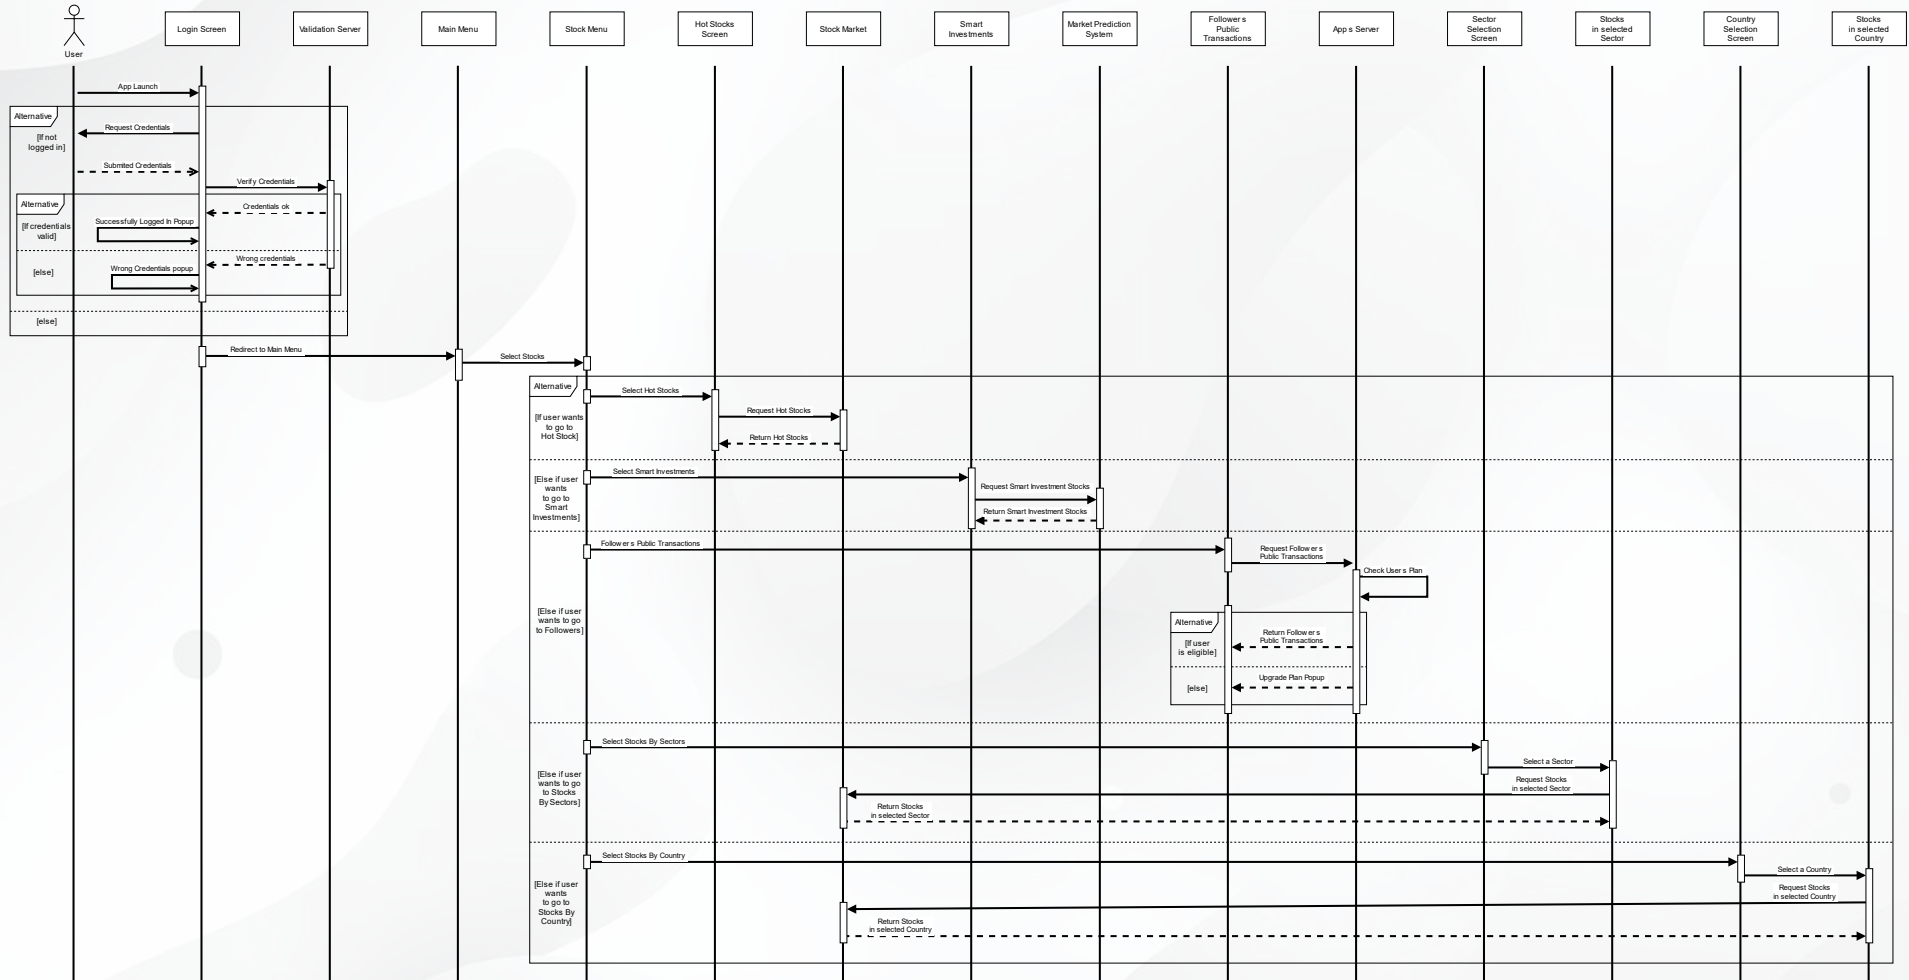 User
Login Screen
Validation Server
Main Menu
Stock Menu
Hot Stocks
Screen
Stock Market
Smart
Investments
Market Prediction
System
Followers
Public
Transactions
Apps Server
Sector
Selection
Screen
Stocks
in selected
Sector
Country
Selection
Screen
Stocks
in selected
Country
App Launch
Alternative
[If not
logged in]
Request Credentials
Submited Credentials
Verify Credentials
Alternative
[If credentials
valid]
Credentials ok
Successfully Logged In Popup
[else]
Wrong credentials
Wrong Credentials popup
[else]
Redirect to Main Menu
Select Stocks
Alternative
[If user wants
to go to
Hot Stock]
Select Hot Stocks
Request Hot Stocks
Return Hot Stocks
[Else if user
wants
to go to
Smart
Investments]
Select Smart Investments
Request Smart Investment Stocks
Return Smart Investment Stocks
[Else if user
wants to go
to Followers]
Followers Public Transactions
Request Followers
Public Transactions
Check Users Plan
Alternative
[If user
is eligible]
Return Followers
Public Transactions
[else]
Upgrade Plan Popup
[Else if user
wants to go
to Stocks
By Sectors]
Select Stocks By Sectors
Select a Sector
Request Stocks
in selected Sector
Return Stocks
in selected Sector
[Else if user
wants
to go to
Stocks By
Country]
Select Stocks By Country
Select a Country
Request Stocks
in selected Country
Return Stocks
in selected Country